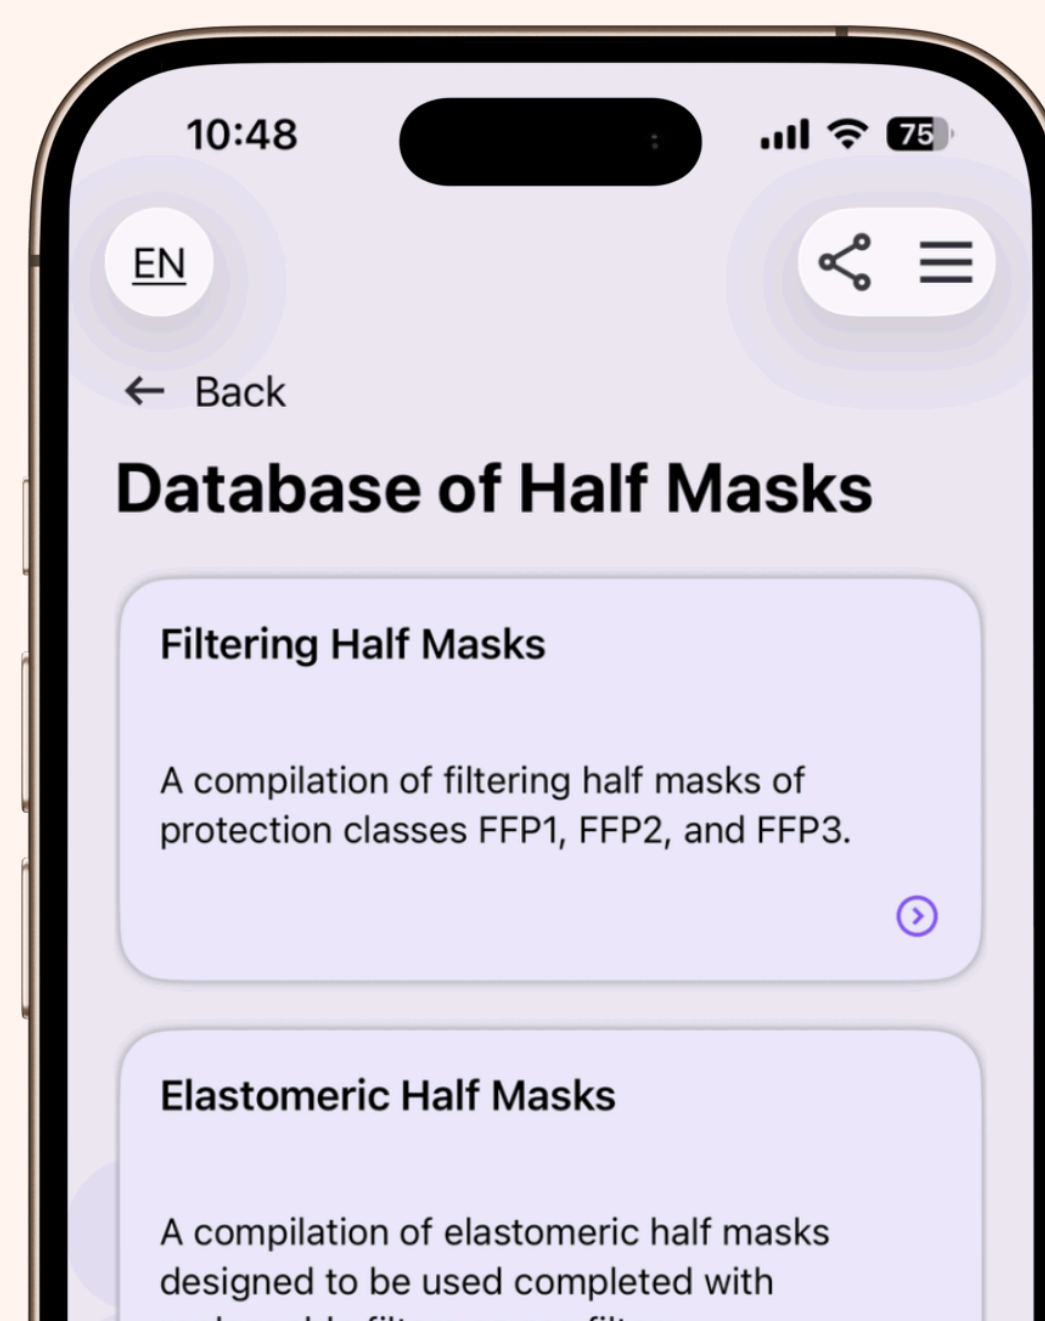 10:48
75
EN
Back
Database of Half Masks
Filtering Half Masks
A compilation of filtering half masks of
protection classes FFP1, FFP2, and FFP3.
Elastomeric Half Masks
A compilation of elastomeric half masks
designed to be used completed with